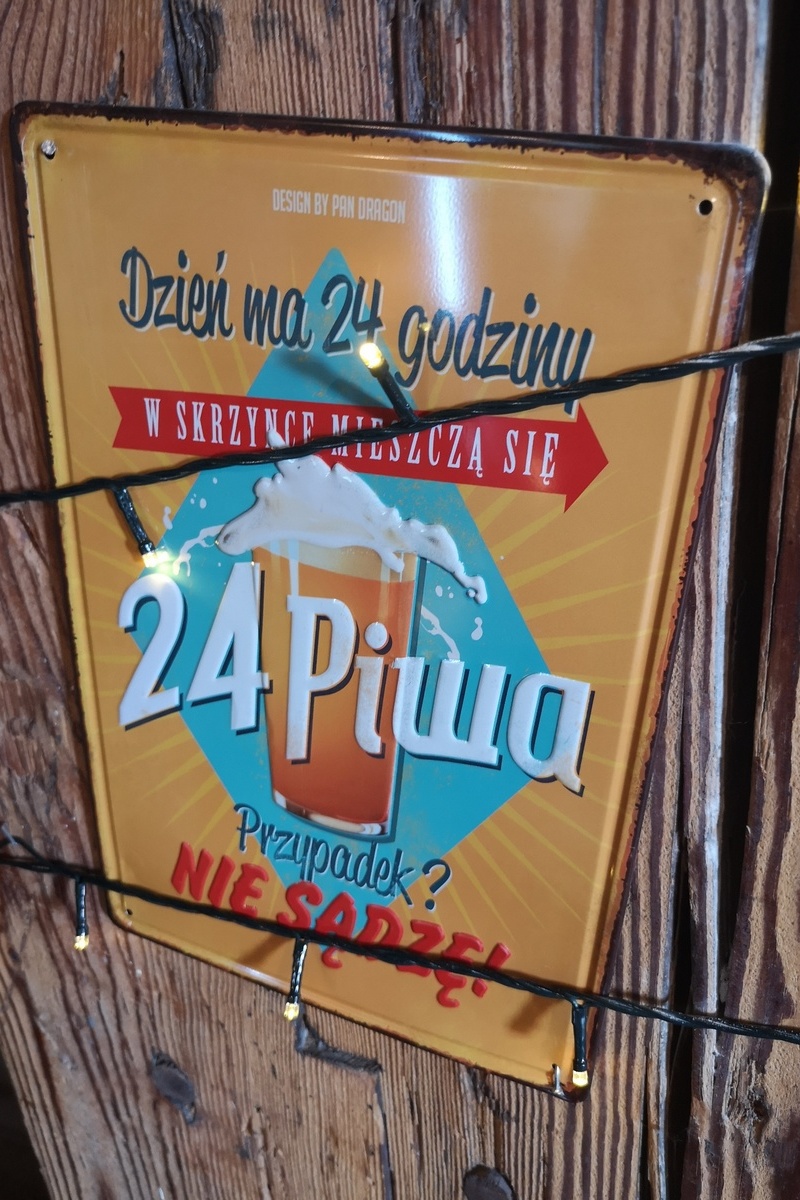 DESIGN BY PAN DRAGON
Dzień ma 24 godziny
W SKRZYNCE MIESZCZĄ SIĘ
24 Piwa
Przypadek?
NIE SĄDZĘ!